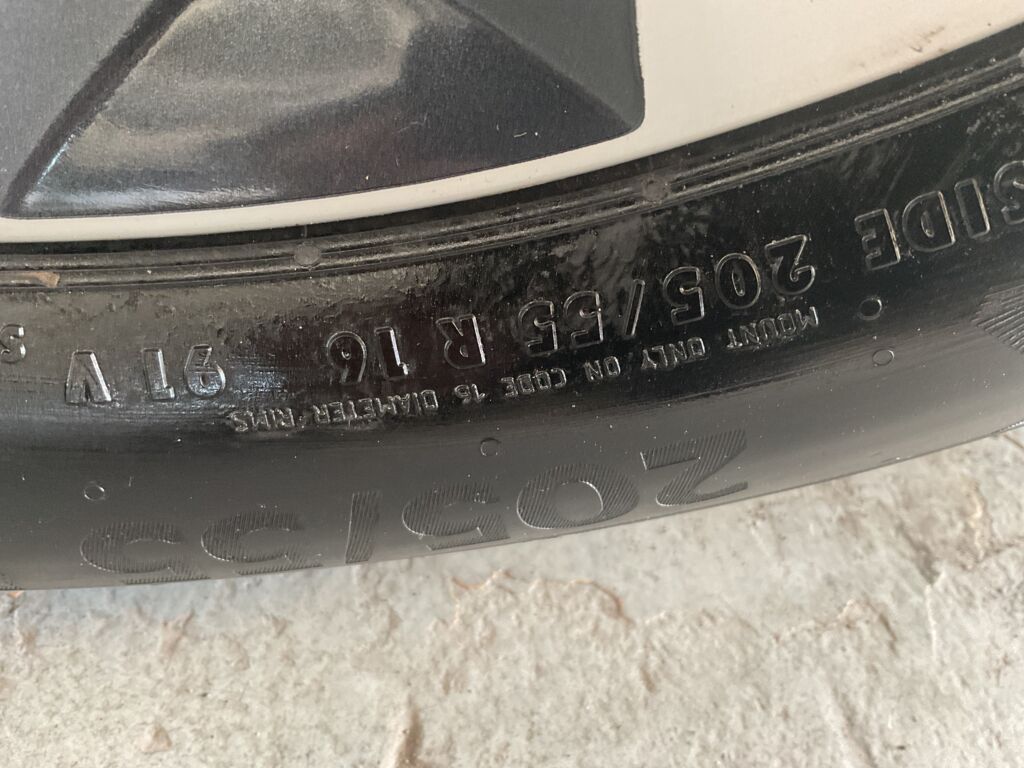 205/55
MOUNT ONLY ON CODE 16 DIAMETER RIMS
SIDE 205/55 R 16 91 V